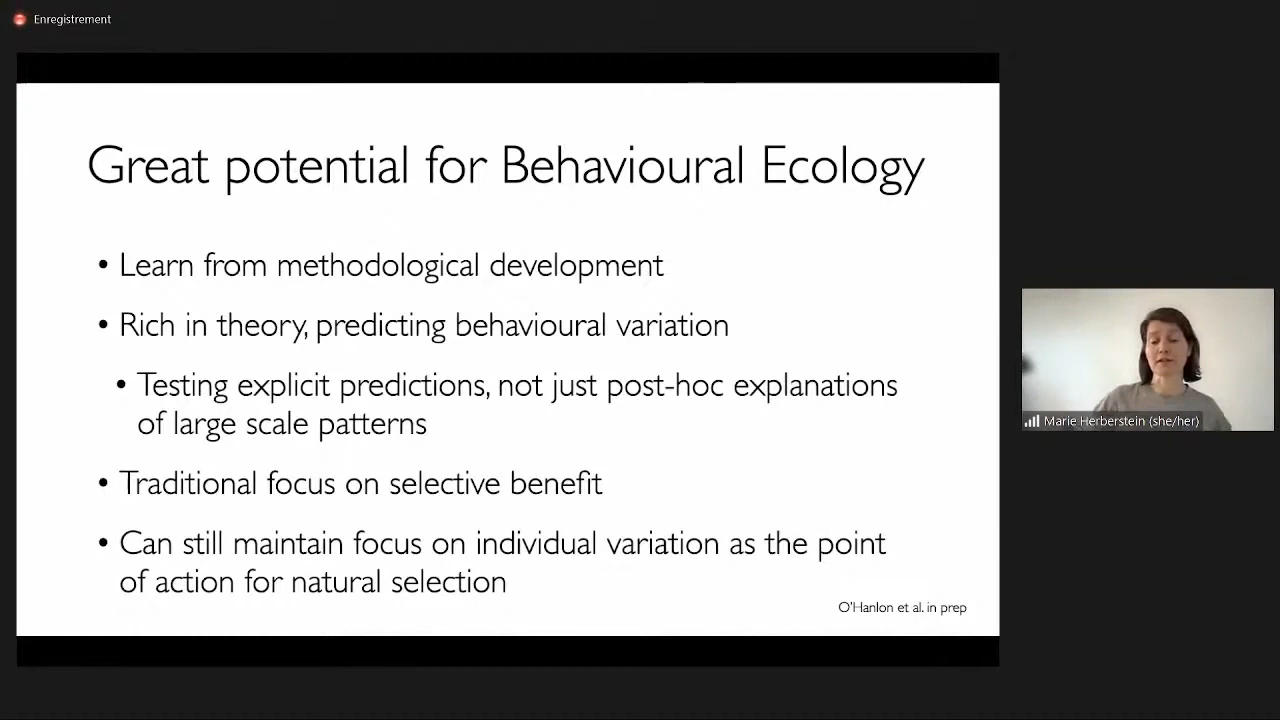 Enregistrement
Great potential for Behavioural Ecology
• Learn from methodological development
• Rich in theory, predicting behavioural variation
• Testing explicit predictions, not just post-hoc explanations
of large scale patterns
• Traditional focus on selective benefit
• Can still maintain focus on individual variation as the point
of action for natural selection
O'Hanlon et al. in prep
Marie Herberstein (she/her)